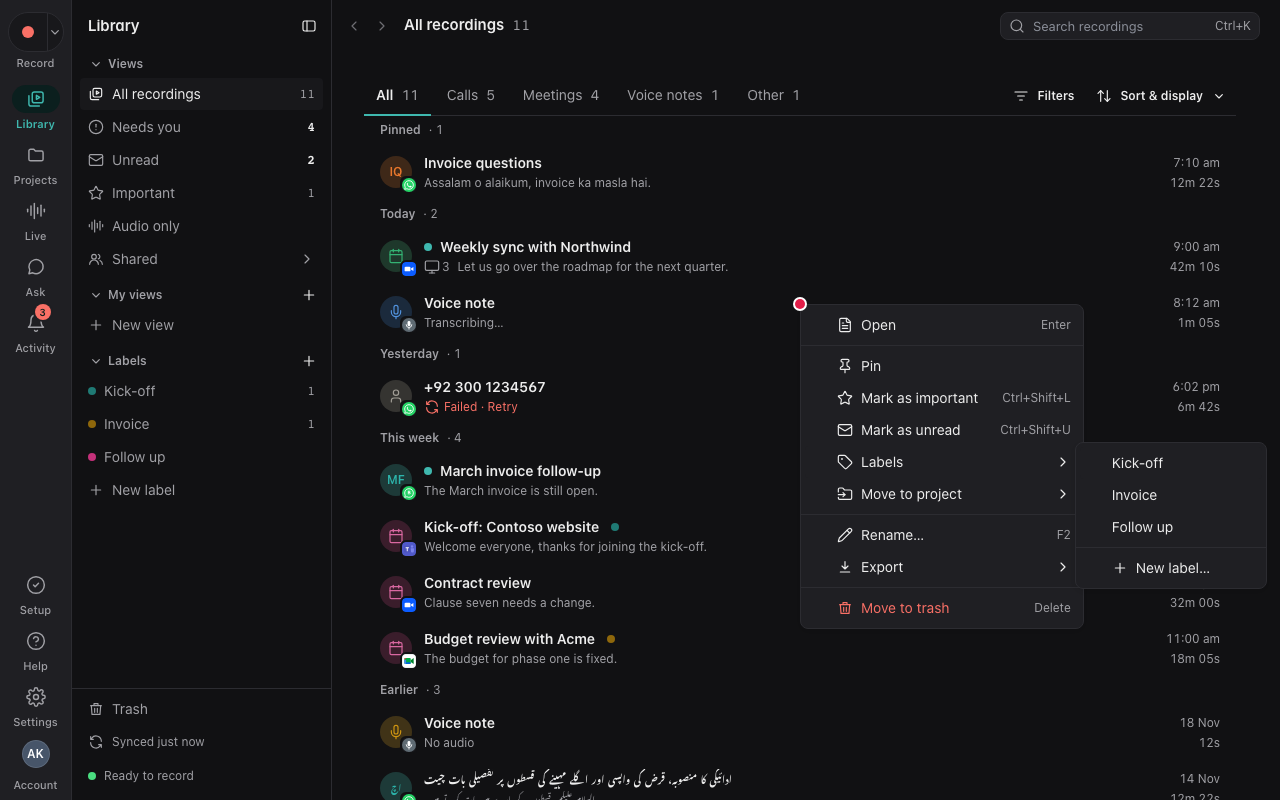 Record
Library
Projects
Live
Ask
3
Activity
Setup
Help
Settings
AK
Account
Library
Views
All recordings 11
Needs you 4
Unread 2
Important 1
Audio only
Shared
My views
New view
Labels
Kick-off 1
Invoice 1
Follow up
New label
Trash
Synced just now
Ready to record
All recordings 11
Search recordings Ctrl+K
All 11 Calls 5 Meetings 4 Voice notes 1 Other 1
Filters Sort & display
Pinned · 1
IQ
Invoice questions 7:10 am
Assalam o alaikum, invoice ka masla hai. 12m 22s
Today · 2
Weekly sync with Northwind 9:00 am
3 Let us go over the roadmap for the next quarter. 42m 10s
Voice note 8:12 am
Transcribing... 1m 05s
Yesterday · 1
+92 300 1234567 6:02 pm
Failed · Retry 6m 42s
This week · 4
MF
March invoice follow-up
The March invoice is still open.
Kick-off: Contoso website
Welcome everyone, thanks for joining the kick-off.
Contract review
Clause seven needs a change. 32m 00s
Budget review with Acme 11:00 am
The budget for phase one is fixed. 18m 05s
Earlier · 3
Voice note 18 Nov
No audio 12s
ادائیگی کا منصوبہ، قرض کی واپسی اور اگلے مہینے کی قسطوں پر تفصیلی بات چیت 14 Nov
12m 22s
Open Enter
Pin
Mark as important Ctrl+Shift+L
Mark as unread Ctrl+Shift+U
Labels
Move to project
Rename... F2
Export
Move to trash Delete
Kick-off
Invoice
Follow up
New label...